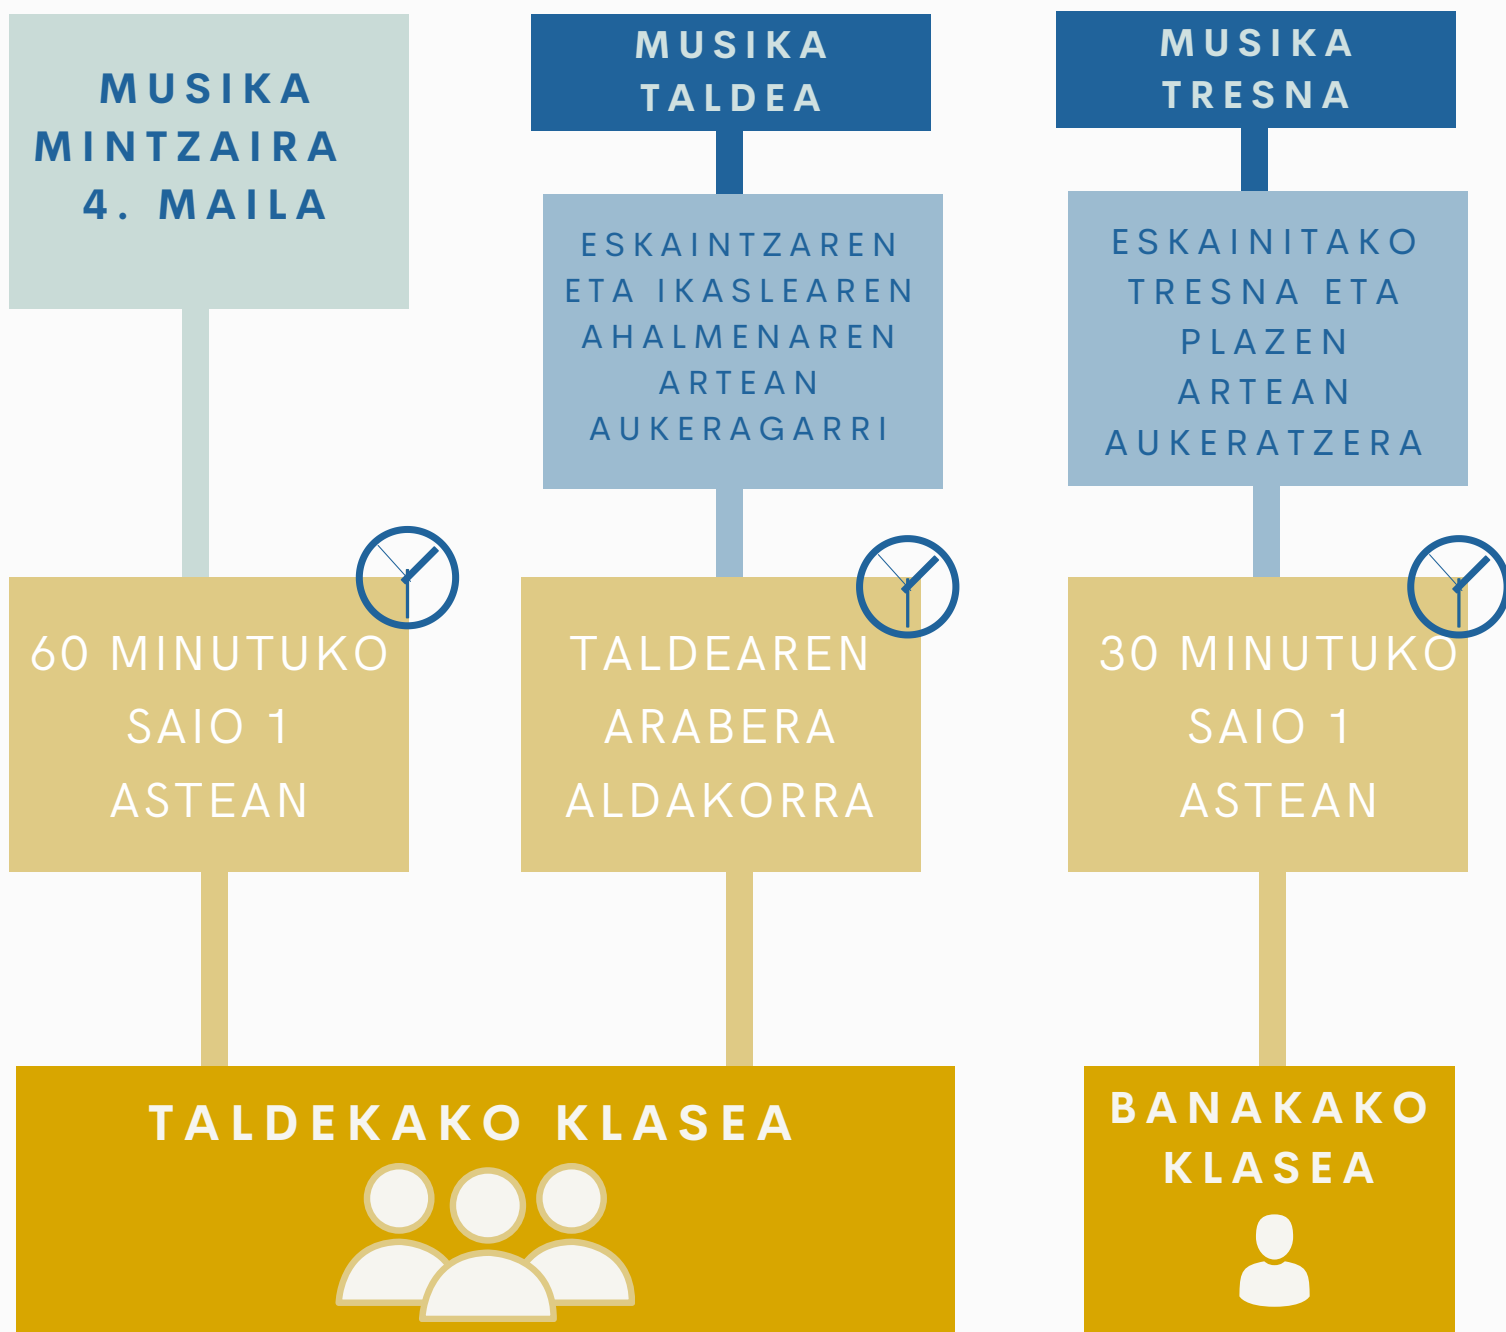 MUSIKA
MINTZAIRA
4. MAILA
60 MINUTUKO
SAIO 1
ASTEAN
MUSIKA
TALDEA
ESKAINTZAREN
ETA IKASLEAREN
AHALMENAREN
ARTEAN
AUKERAGARRI
TALDEAREN
ARABERA
ALDAKORRA
TALDEKAKO KLASEA
MUSIKA
TRESNA
ESKAINITAKO
TRESNA ETA
PLAZEN
ARTEAN
AUKERATZERA
30 MINUTUKO
SAIO 1
ASTEAN
BANAKAKO
KLASEA